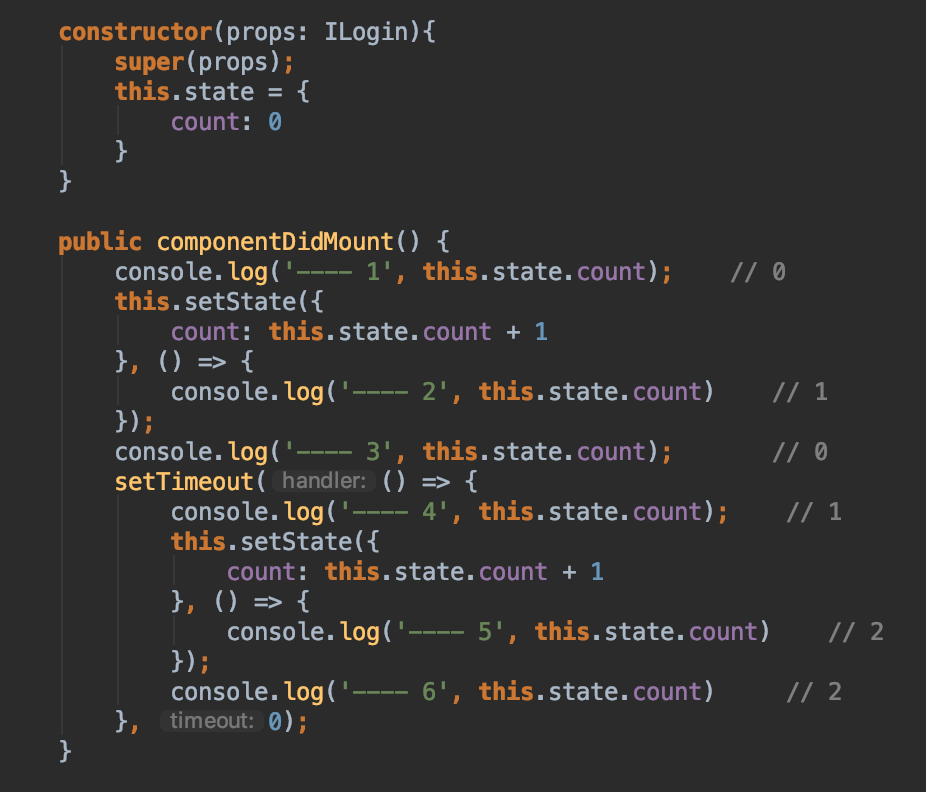 constructor(props: ILogin){
    super(props);
    this.state = {
        count: 0
    }
}

public componentDidMount() {
    console.log('---- 1', this.state.count);    // 0
    this.setState({
        count: this.state.count + 1
    }, () => {
        console.log('---- 2', this.state.count)    // 1
    });
    console.log('---- 3', this.state.count);       // 0
    setTimeout( handler: () => {
        console.log('---- 4', this.state.count);    // 1
        this.setState({
            count: this.state.count + 1
        }, () => {
            console.log('---- 5', this.state.count)    // 2
        });
        console.log('---- 6', this.state.count)     // 2
    }, timeout: 0);
}